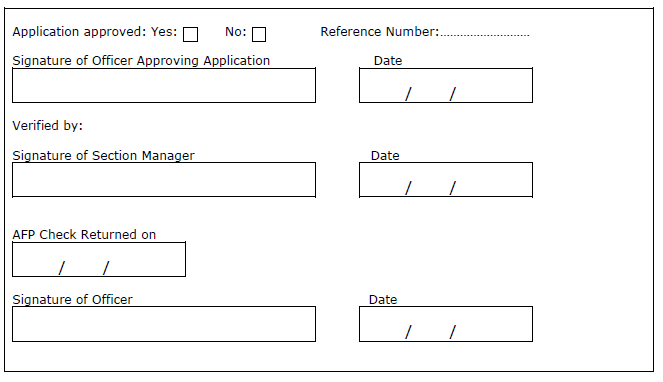 Application approved: Yes: No: Reference Number:...........................
Signature of Officer Approving Application Date
/ /
Verified by:
Signature of Section Manager Date
/ /
AFP Check Returned on
/ /
Signature of Officer Date
/ /